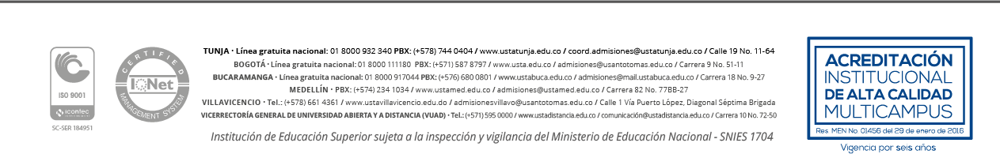 ISO 9001
icontec
SC-SER 184951
CERTIFIED
IQNet
MANAGEMENT SYSTEM
TUNJA · Línea gratuita nacional: 01 8000 932 340 PBX: (+578) 744 0404 / www.ustatunja.edu.co / coord.admisiones@ustatunja.edu.co / Calle 19 No. 11-64
BOGOTÁ · Línea gratuita nacional: 01 8000 111180 PBX: (+571) 587 8797 / www.usta.edu.co / admisiones@usantotomas.edu.co / Carrera 9 No. 51-11
BUCARAMANGA · Línea gratuita nacional: 01 8000 917044 PBX: (+576) 680 0801 / www.ustabuca.edu.co / admisiones@mail.ustabuca.edu.co / Carrera 18 No. 9-27
MEDELLÍN · PBX: (+574) 234 1034 / www.ustamed.edu.co / admisiones@ustamed.edu.co / Carrera 82 No. 77BB-27
VILLAVICENCIO · Tel.: (+578) 661 4361 / www.ustavillavicencio.edu.do / admisionesvillavo@usantotomas.edu.co / Calle 1 Vía Puerto López, Diagonal Séptima Brigada
VICERRECTORÍA GENERAL DE UNIVERSIDAD ABIERTA Y A DISTANCIA (VUAD) · Tel.: (+571) 595 0000 / www.ustadistancia.edu.co / comunicación@ustadistancia.edu.co / Carrera 10 No. 72-50
Institución de Educación Superior sujeta a la inspección y vigilancia del Ministerio de Educación Nacional - SNIES 1704
ACREDITACIÓN
INSTITUCIONAL
DE ALTA CALIDAD
MULTICAMPUS
Res. MEN No. 01456 del 29 de enero de 2016
Vigencia por seis años